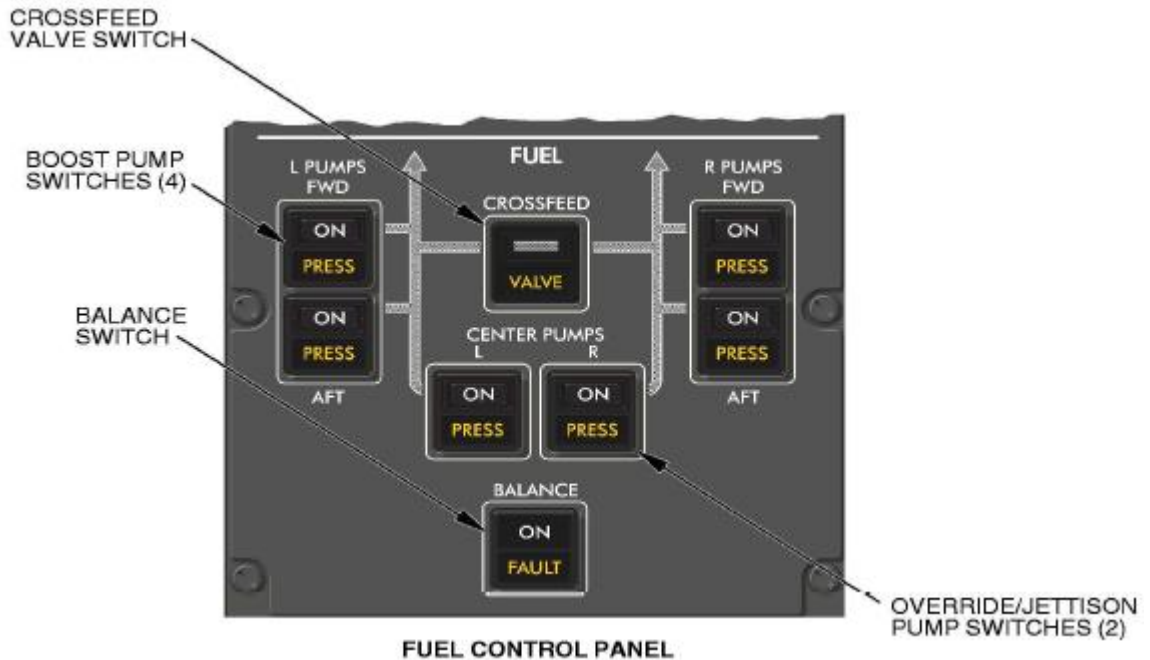 CROSSFEED
VALVE SWITCH
BOOST PUMP
SWITCHES (4)
BALANCE
SWITCH
FUEL
L PUMPS
FWD
ON
PRESS
ON
PRESS
AFT
CROSSFEED
VALVE
R PUMPS
FWD
ON
PRESS
ON
PRESS
AFT
CENTER PUMPS
L R
ON ON
PRESS PRESS
BALANCE
ON
FAULT
OVERRIDE/JETTISON
PUMP SWITCHES (2)
FUEL CONTROL PANEL